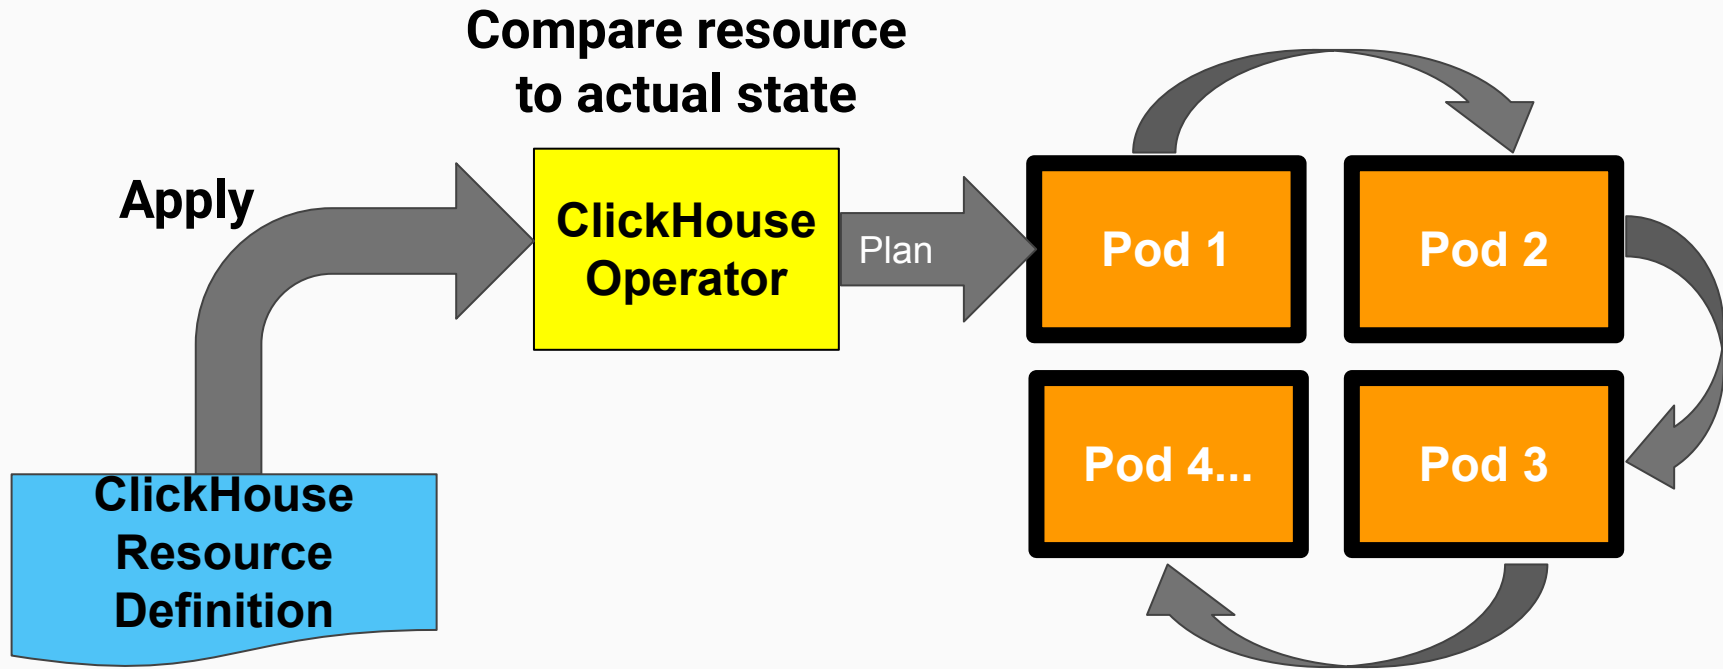 Compare resource
to actual state
Apply
ClickHouse
Operator
Plan
Pod 1
Pod 2
Pod 4...
Pod 3
ClickHouse
Resource
Definition